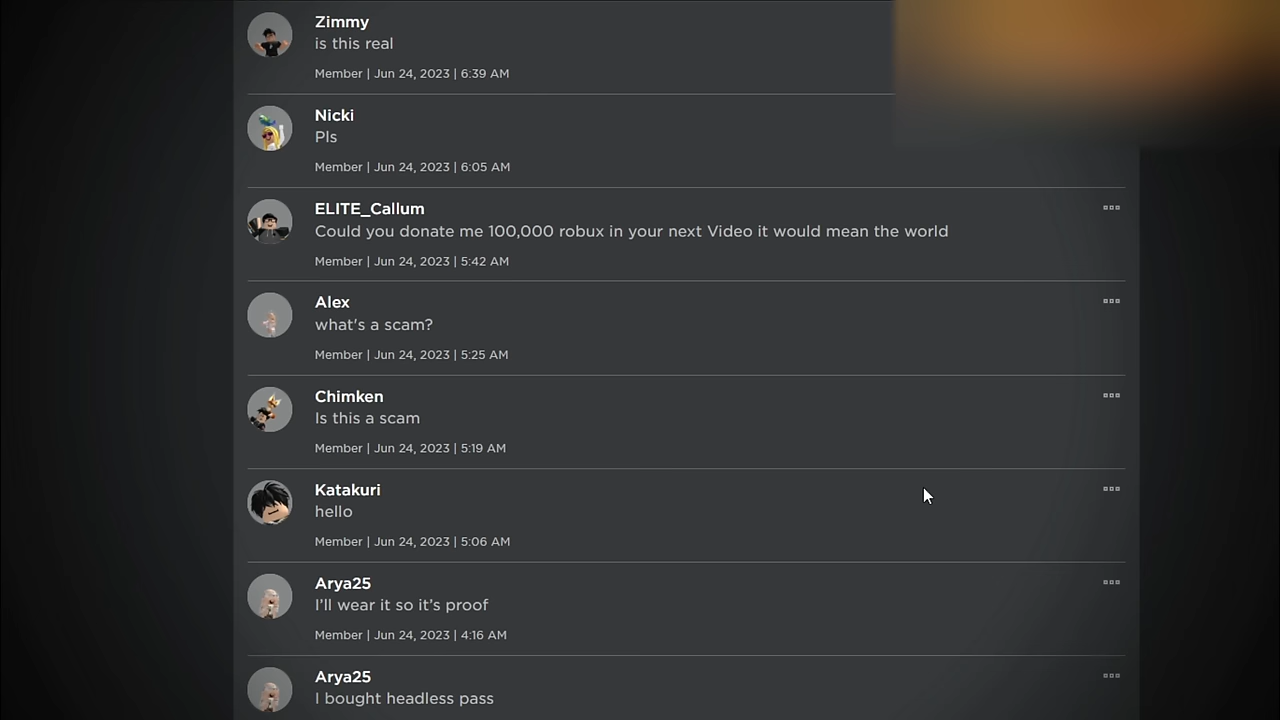 Zimmy
is this real
Member | Jun 24, 2023 | 6:39 AM
Nicki
Pls
Member | Jun 24, 2023 | 6:05 AM
ELITE_Callum
Could you donate me 100,000 robux in your next Video it would mean the world
Member | Jun 24, 2023 | 5:42 AM
Alex
what's a scam?
Member | Jun 24, 2023 | 5:25 AM
Chimken
Is this a scam
Member | Jun 24, 2023 | 5:19 AM
Katakuri
hello
Member | Jun 24, 2023 | 5:06 AM
Arya25
I’ll wear it so it’s proof
Member | Jun 24, 2023 | 4:16 AM
Arya25
I bought headless pass